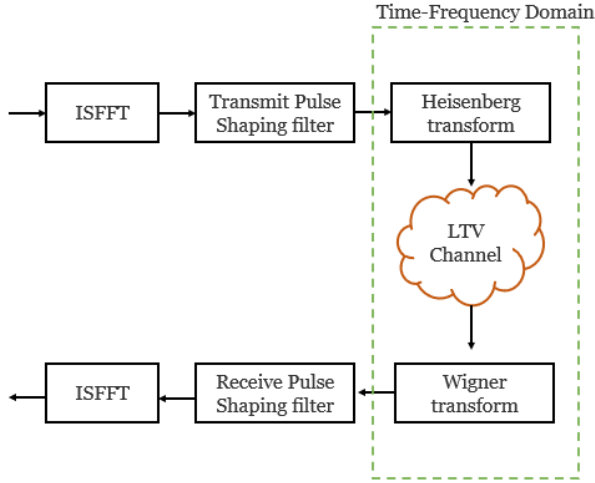 Time-Frequency Domain
ISFFT
Transmit Pulse
Shaping filter
Heisenberg
transform
LTV
Channel
ISFFT
Receive Pulse
Shaping filter
Wigner
transform